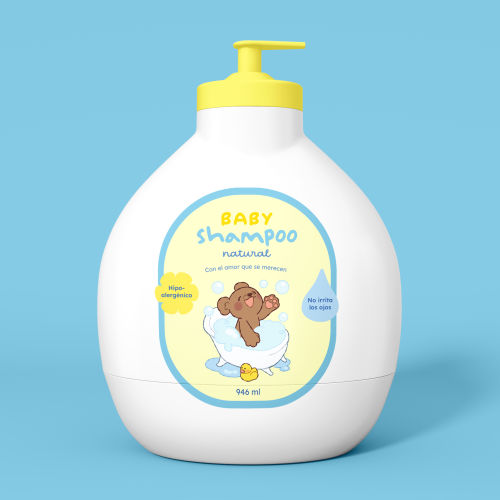 BABY
shampoo
natural
Con el amor que se merecen
Hipo-
alergénico
No irrita
los ojos
946 ml